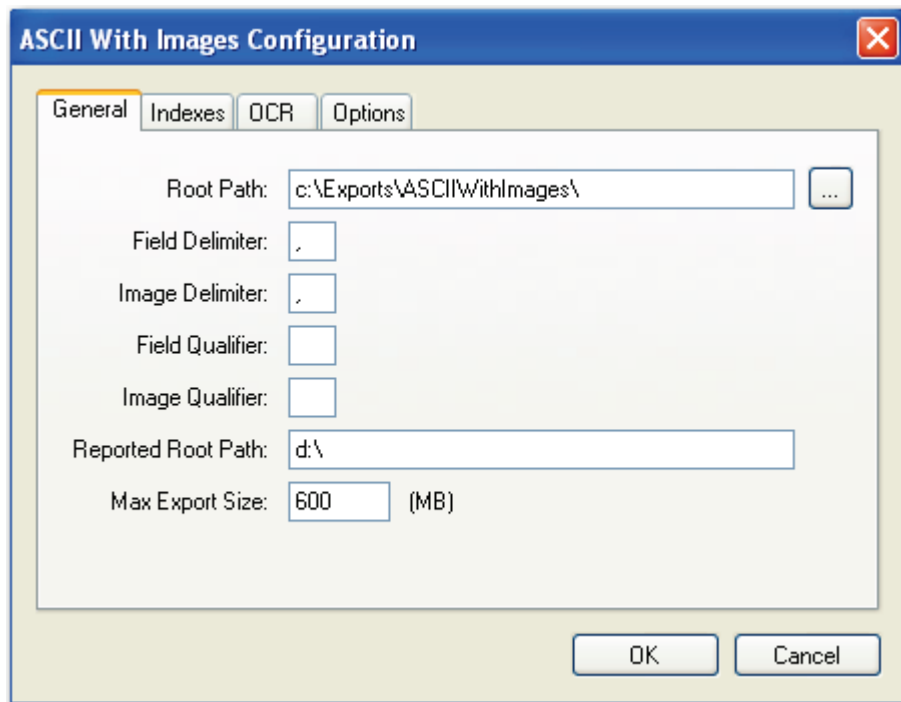 ASCII With Images Configuration
General Indexes OCR Options
Root Path: c:\Exports\ASCIIWithImages\ ...
Field Delimiter: ,
Image Delimiter: ,
Field Qualifier:
Image Qualifier:
Reported Root Path: d:\
Max Export Size: 600 (MB)
OK Cancel